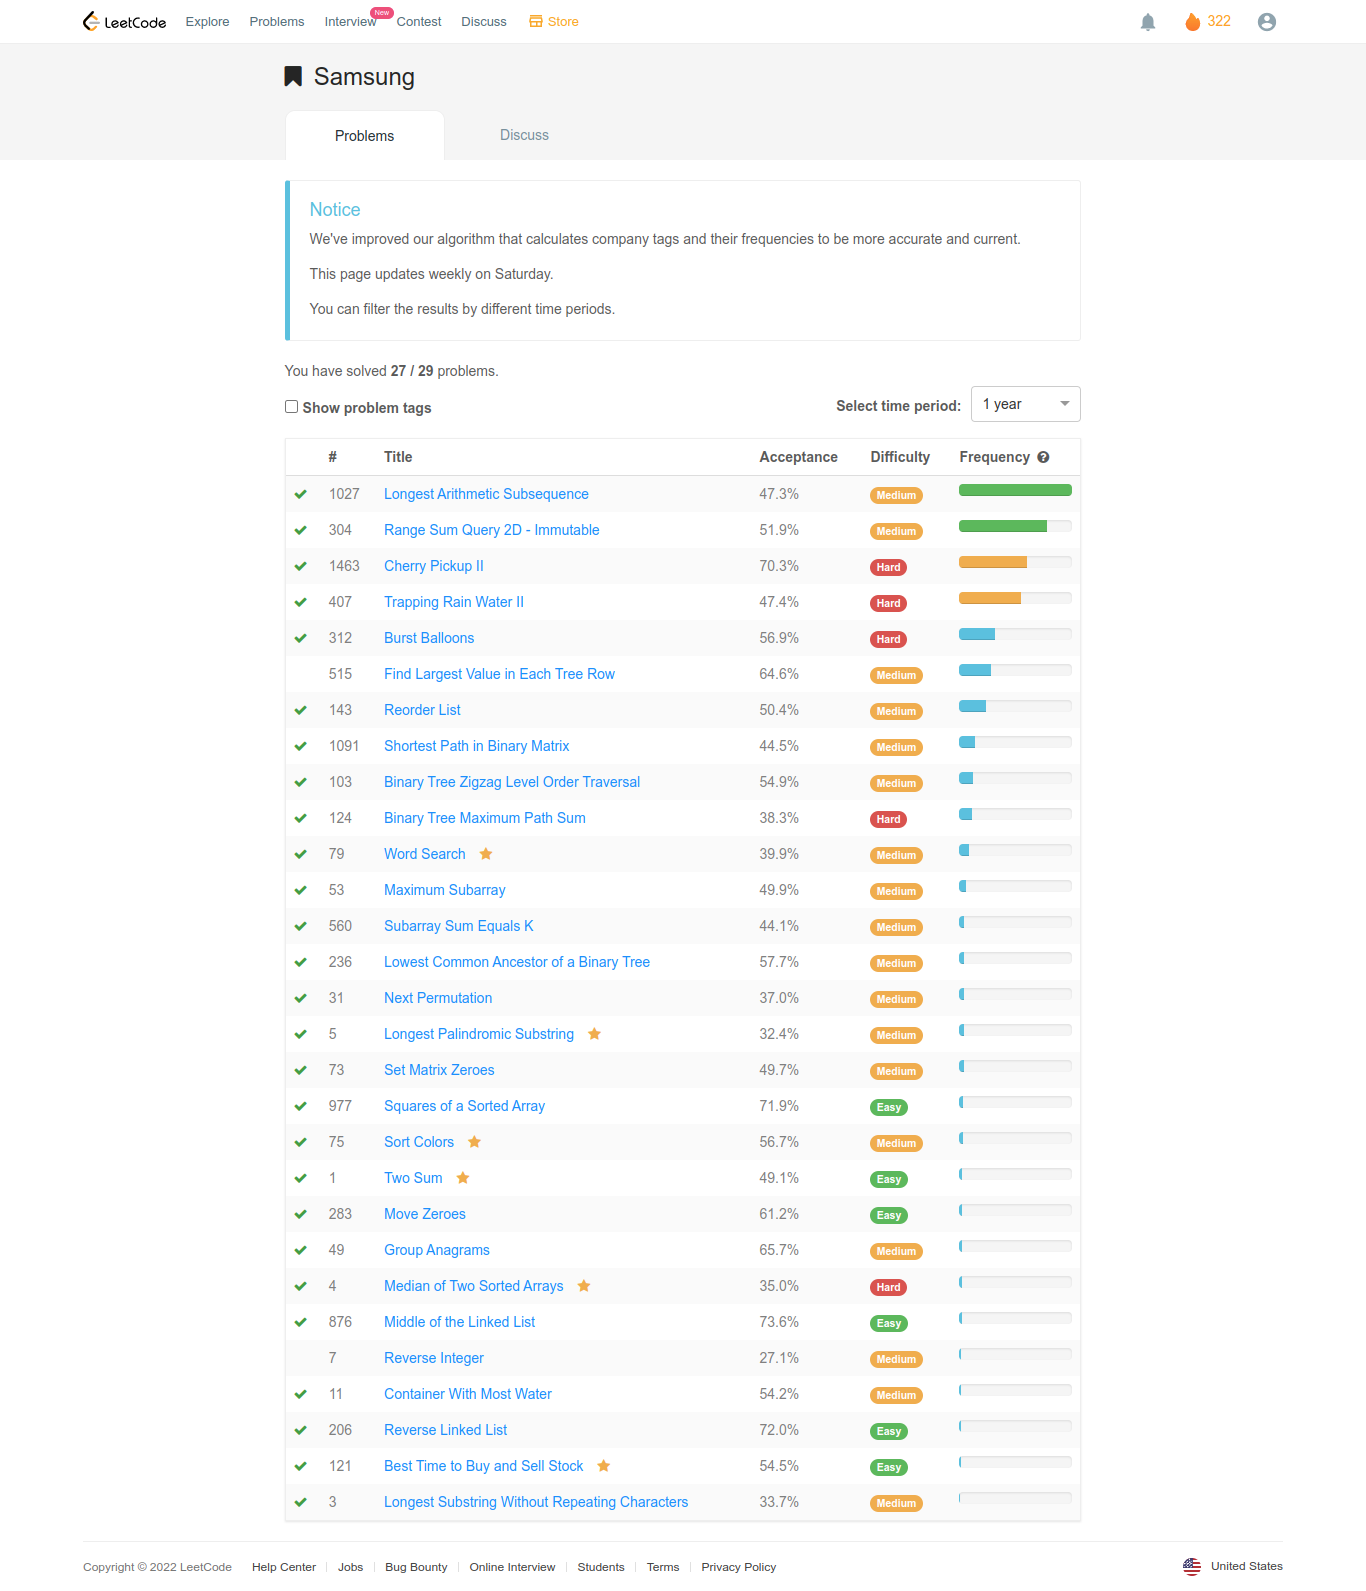 LeetCode Explore Problems Interview New Contest Discuss Store 322
Samsung
Problems Discuss
Notice
We've improved our algorithm that calculates company tags and their frequencies to be more accurate and current.
This page updates weekly on Saturday.
You can filter the results by different time periods.
You have solved 27 / 29 problems.
Show problem tags Select time period: 1 year
# Title Acceptance Difficulty Frequency ?
1027 Longest Arithmetic Subsequence 47.3% Medium
304 Range Sum Query 2D - Immutable 51.9% Medium
1463 Cherry Pickup II 70.3% Hard
407 Trapping Rain Water II 47.4% Hard
312 Burst Balloons 56.9% Hard
515 Find Largest Value in Each Tree Row 64.6% Medium
143 Reorder List 50.4% Medium
1091 Shortest Path in Binary Matrix 44.5% Medium
103 Binary Tree Zigzag Level Order Traversal 54.9% Medium
124 Binary Tree Maximum Path Sum 38.3% Hard
79 Word Search 39.9% Medium
53 Maximum Subarray 49.9% Medium
560 Subarray Sum Equals K 44.1% Medium
236 Lowest Common Ancestor of a Binary Tree 57.7% Medium
31 Next Permutation 37.0% Medium
5 Longest Palindromic Substring 32.4% Medium
73 Set Matrix Zeroes 49.7% Medium
977 Squares of a Sorted Array 71.9% Easy
75 Sort Colors 56.7% Medium
1 Two Sum 49.1% Easy
283 Move Zeroes 61.2% Easy
49 Group Anagrams 65.7% Medium
4 Median of Two Sorted Arrays 35.0% Hard
876 Middle of the Linked List 73.6% Easy
7 Reverse Integer 27.1% Medium
11 Container With Most Water 54.2% Medium
206 Reverse Linked List 72.0% Easy
121 Best Time to Buy and Sell Stock 54.5% Easy
3 Longest Substring Without Repeating Characters 33.7% Medium
Copyright © 2022 LeetCode Help Center Jobs Bug Bounty Online Interview Students Terms Privacy Policy United States